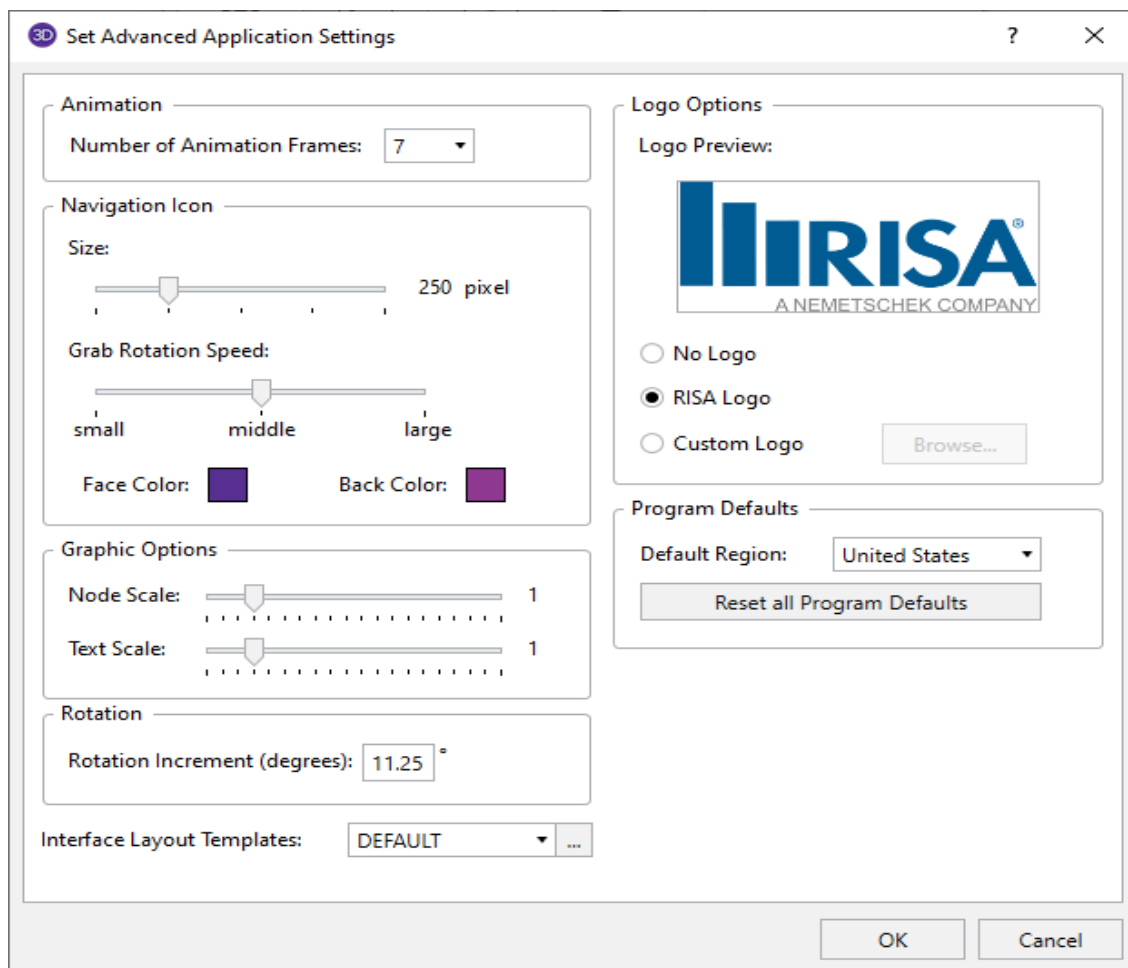 3D Set Advanced Application Settings ?
Animation
Number of Animation Frames: 7
Navigation Icon
Size:
250 pixel
Grab Rotation Speed:
small middle large
Face Color: Back Color:
Graphic Options
Node Scale: 1
Text Scale: 1
Rotation
Rotation Increment (degrees): 11.25 °
Interface Layout Templates: DEFAULT ...
Logo Options
Logo Preview:
RISA®
A NEMETSCHEK COMPANY
No Logo
RISA Logo
Custom Logo Browse...
Program Defaults
Default Region: United States
Reset all Program Defaults
OK Cancel